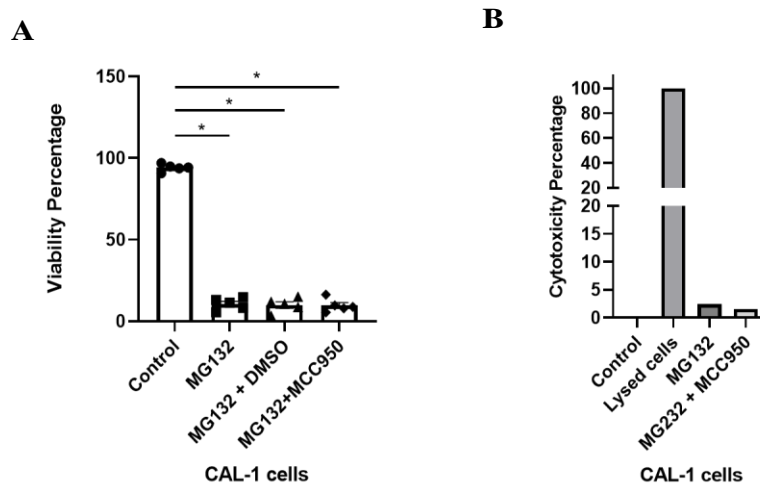 A
Viability Percentage
150
100
50
0
*
*
*
Control
MG132
MG132 + DMSO
MG132+MCC950
CAL-1 cells
B
Cytotoxicity Percentage
100
80
60
40
20
20
15
10
5
0
Control
Lysed cells
MG132
MG232 + MCC950
CAL-1 cells